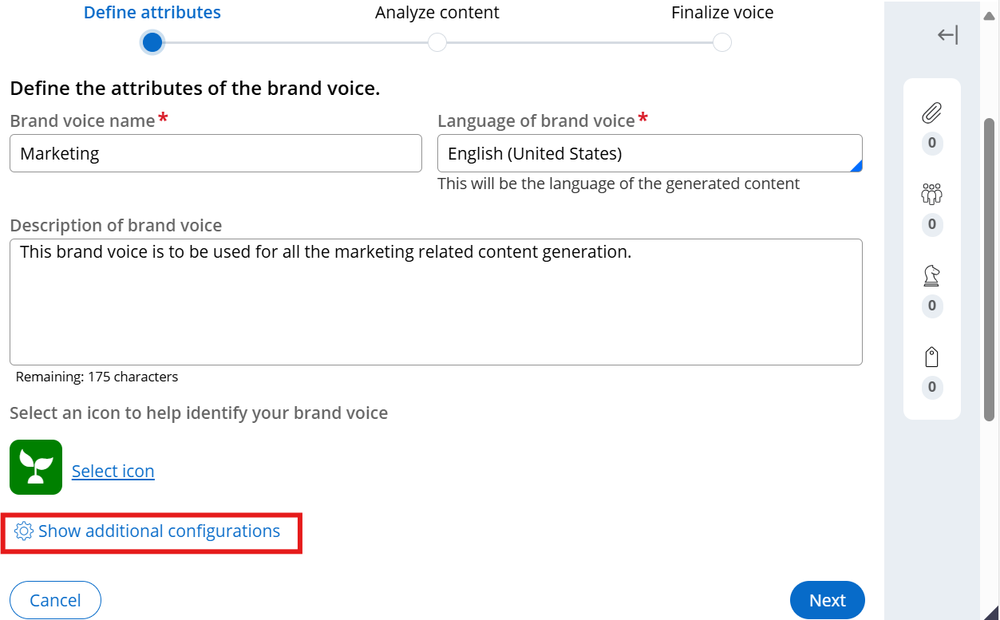 Define attributes Analyze content Finalize voice
Define the attributes of the brand voice.
Brand voice name* Language of brand voice*
Marketing English (United States)
This will be the language of the generated content
Description of brand voice
This brand voice is to be used for all the marketing related content generation.
Remaining: 175 characters
Select an icon to help identify your brand voice
Select icon
Show additional configurations
Cancel Next
0
0
0
0